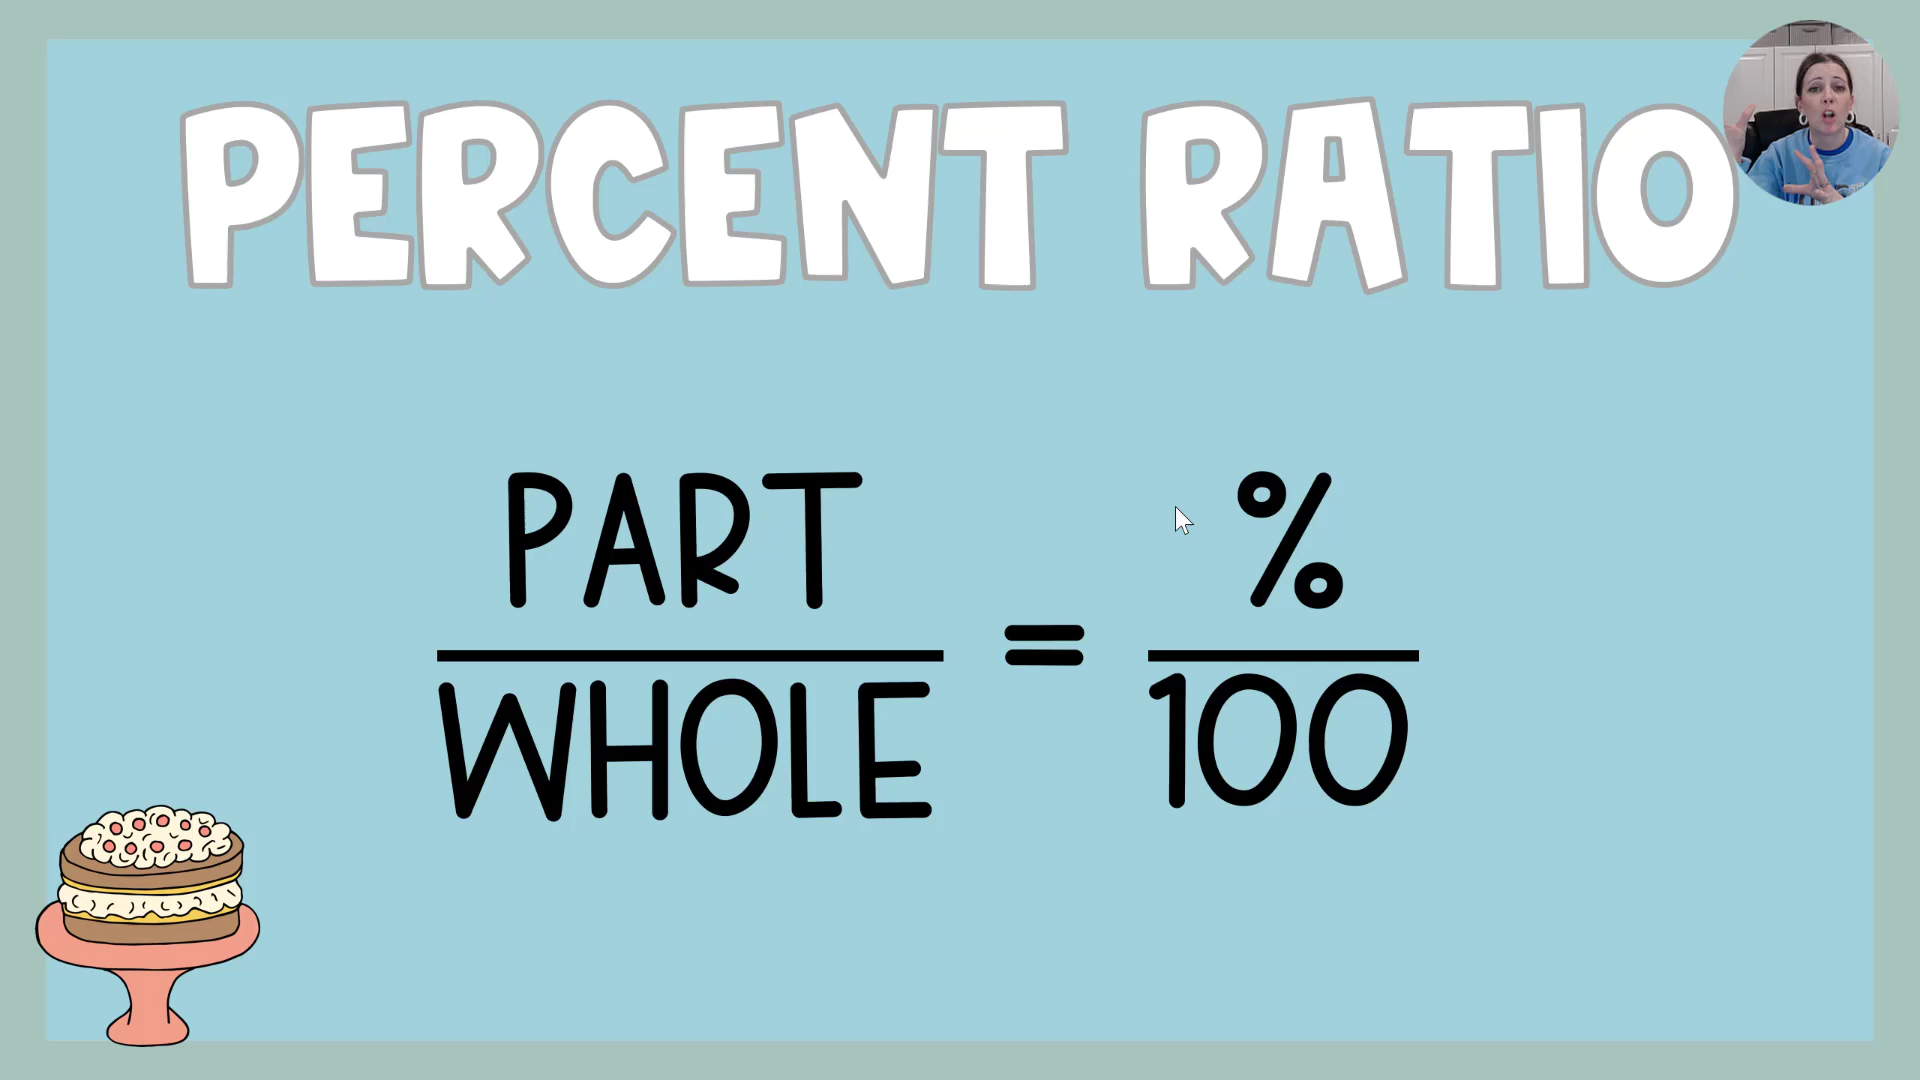 PERCENT RATIO
PART
WHOLE
=
%
100